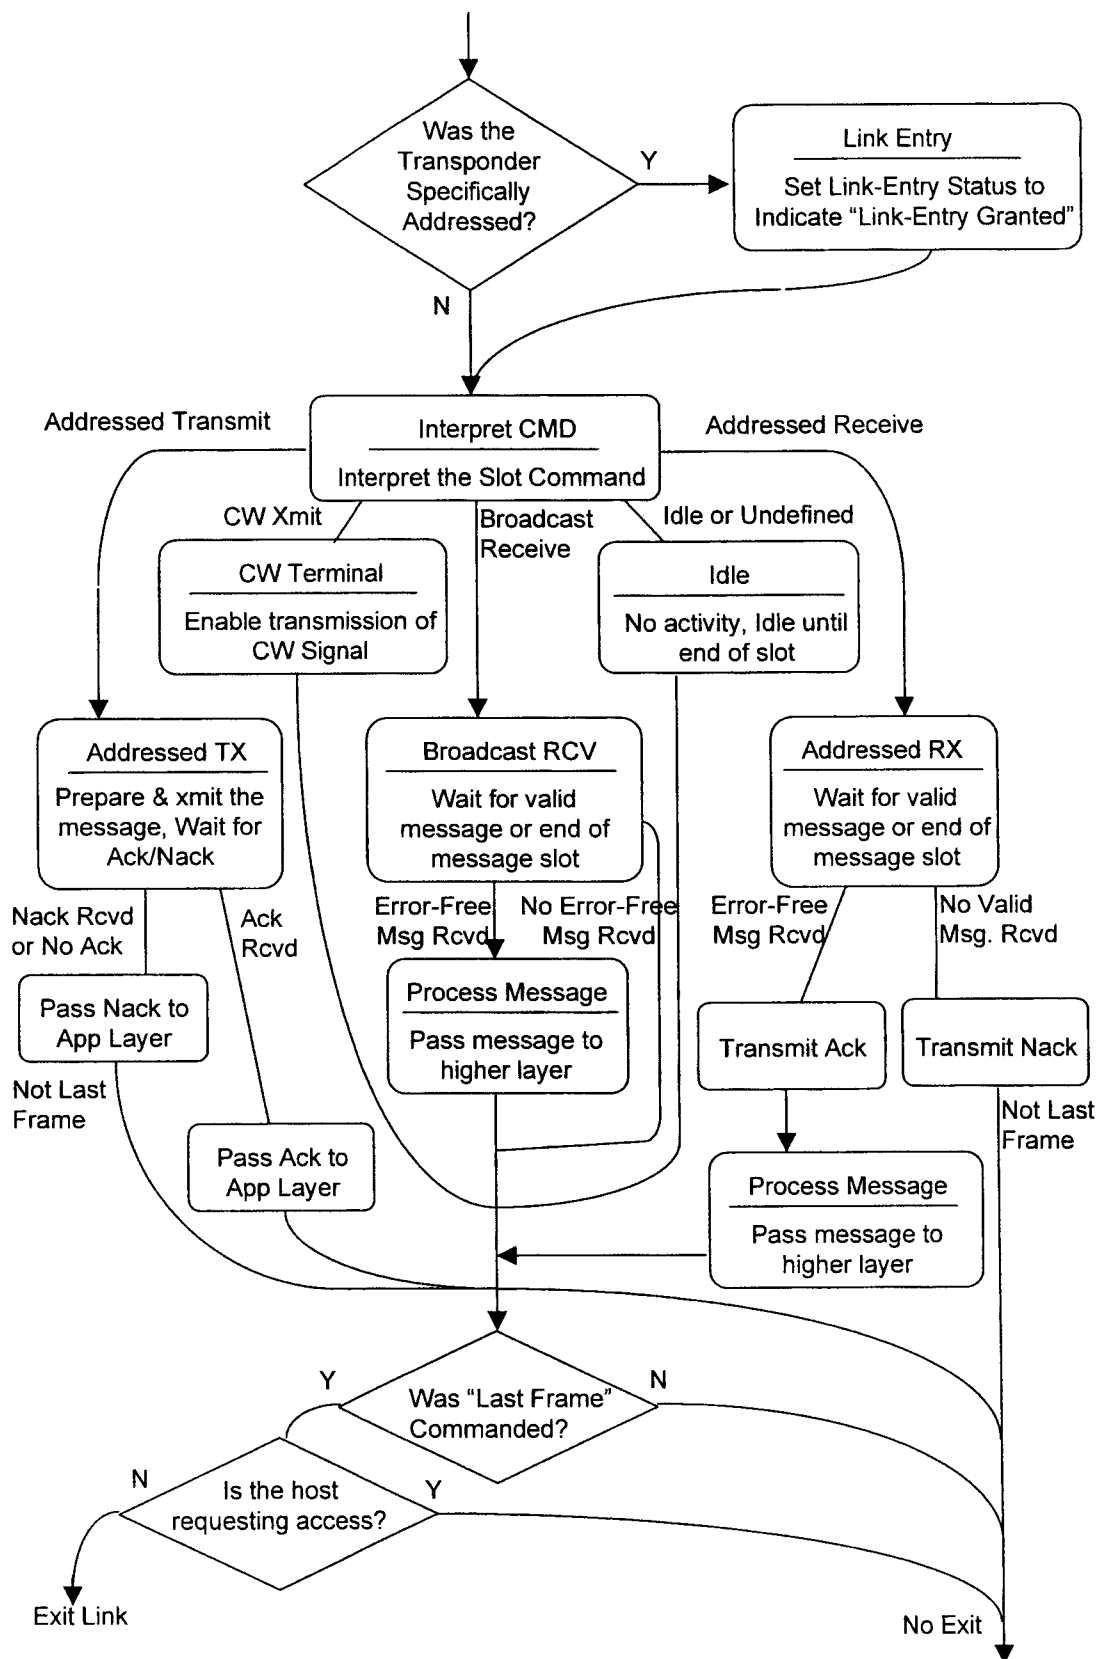 Was the
Transponder
Specifically
Addressed?
Y
Link Entry
Set Link-Entry Status to
Indicate “Link-Entry Granted”
N
Addressed Transmit
Interpret CMD
Interpret the Slot Command
Addressed Receive
CW Xmit
Broadcast
Receive
Idle or Undefined
CW Terminal
Enable transmission of
CW Signal
Idle
No activity, Idle until
end of slot
Addressed TX
Prepare & xmit the
message, Wait for
Ack/Nack
Broadcast RCV
Wait for valid
message or end of
message slot
Addressed RX
Wait for valid
message or end of
message slot
Nack Rcvd
or No Ack
Ack
Rcvd
Error-Free
Msg Rcvd
No Error-Free
Msg Rcvd
Error-Free
Msg Rcvd
No Valid
Msg. Rcvd
Pass Nack to
App Layer
Process Message
Pass message to
higher layer
Transmit Ack
Transmit Nack
Not Last
Frame
Not Last
Frame
Pass Ack to
App Layer
Process Message
Pass message to
higher layer
Y
Was “Last Frame”
Commanded?
N
N
Is the host
requesting access?
Y
Exit Link
No Exit